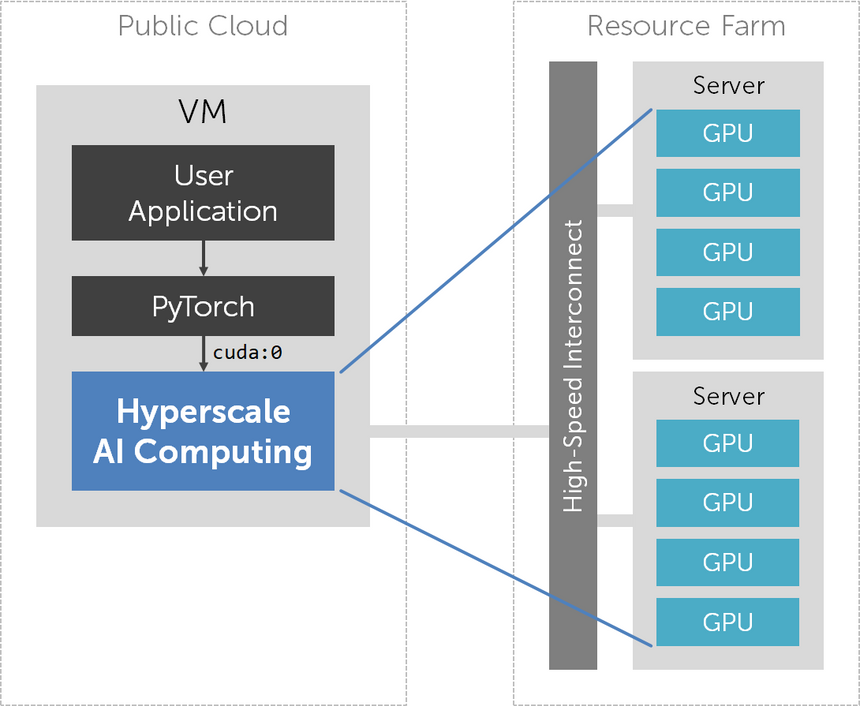 Public Cloud
VM
User
Application
PyTorch
cuda:0
Hyperscale
AI Computing
Resource Farm
High-Speed Interconnect
Server
GPU
GPU
GPU
GPU
Server
GPU
GPU
GPU
GPU